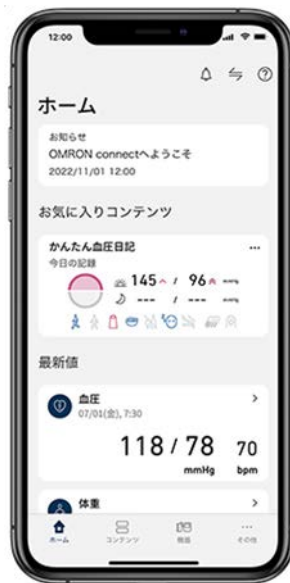 12:00
ホーム
お知らせ
OMRON connectへようこそ
2022/11/01 12:00
お気に入りコンテンツ
かんたん血圧日記
今日の記録
145 / 96 mmHg
--- / --- mmHg
最新値
血圧
07/01(金), 7:30
118 / 78 70
mmHg bpm
体重
ホーム コンテンツ 機器 その他